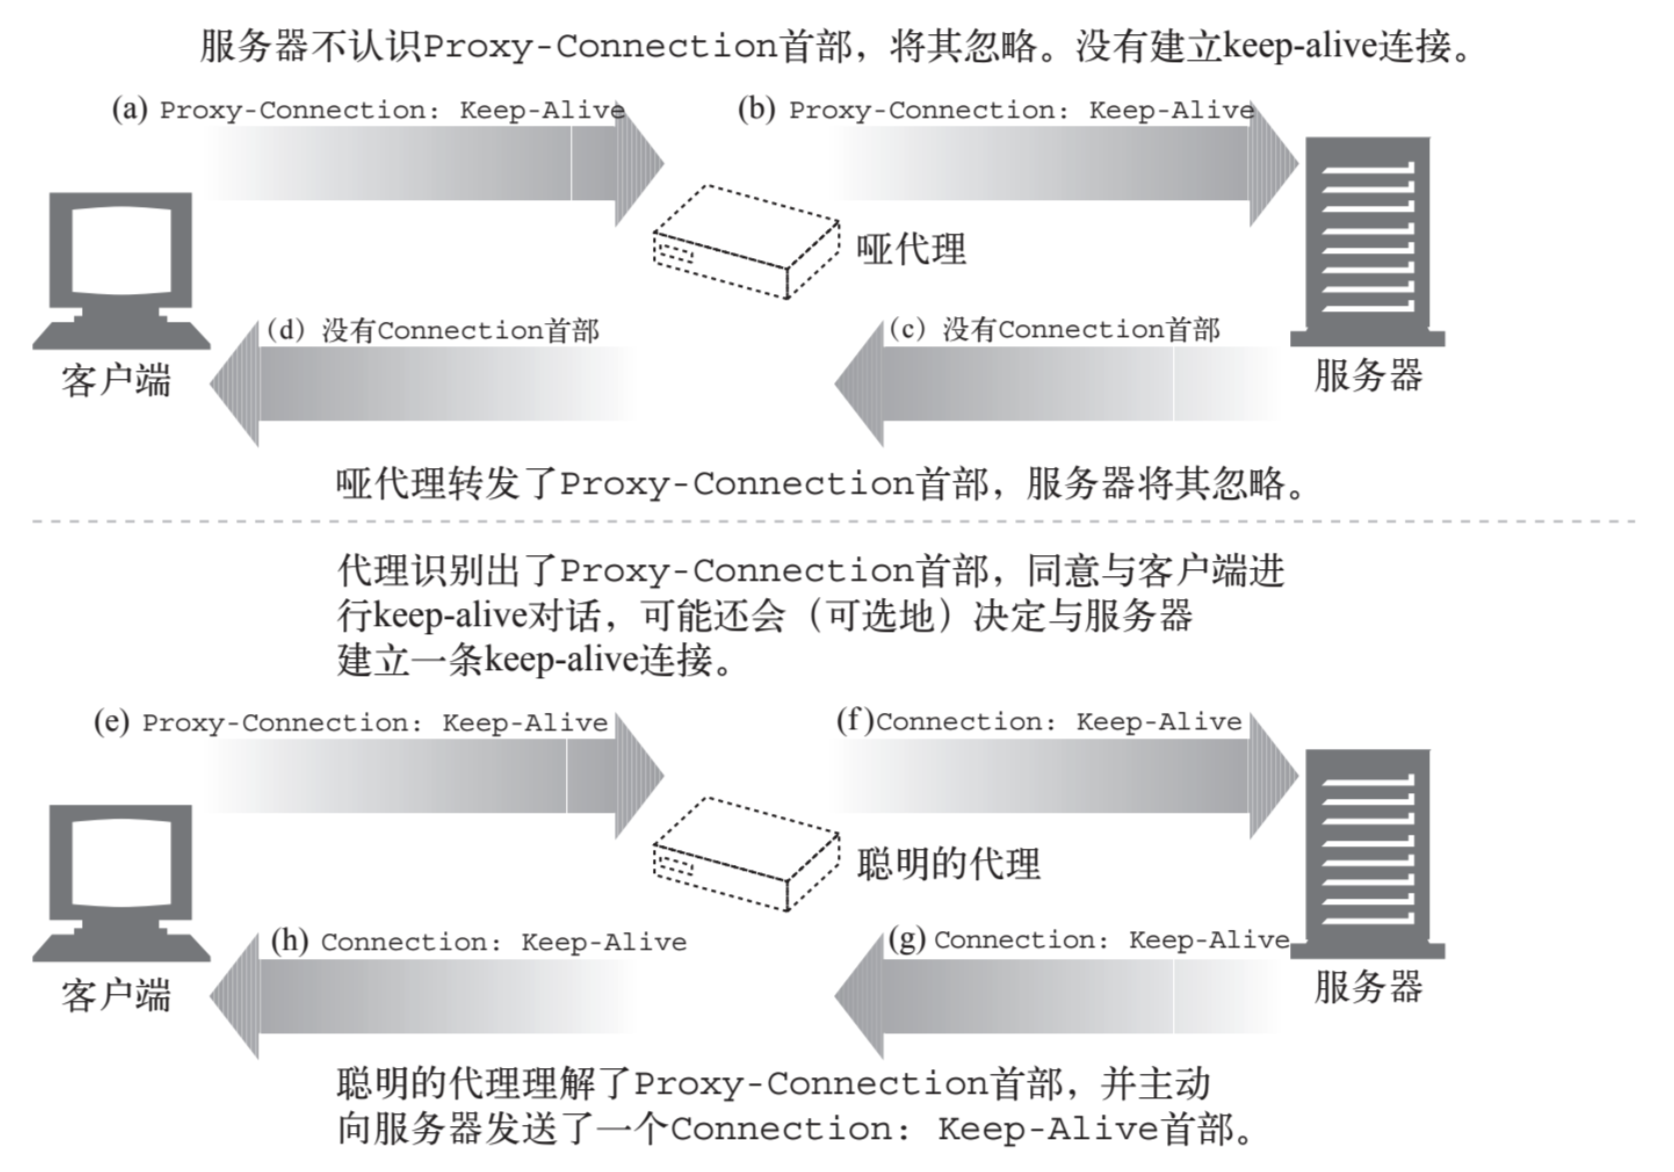 服务器不认识Proxy-Connection首部，将其忽略。没有建立keep-alive连接。
(a) Proxy-Connection: Keep-Alive
(b) Proxy-Connection: Keep-Alive
哑代理
(d) 没有Connection首部
(c) 没有Connection首部
客户端
服务器
哑代理转发了Proxy-Connection首部，服务器将其忽略。
代理识别出了Proxy-Connection首部，同意与客户端进
行keep-alive对话，可能还会（可选地）决定与服务器
建立一条keep-alive连接。
(e) Proxy-Connection: Keep-Alive
(f)Connection: Keep-Alive
聪明的代理
(h) Connection: Keep-Alive
(g) Connection: Keep-Alive
客户端
服务器
聪明的代理理解了Proxy-Connection首部，并主动
向服务器发送了一个Connection: Keep-Alive首部。